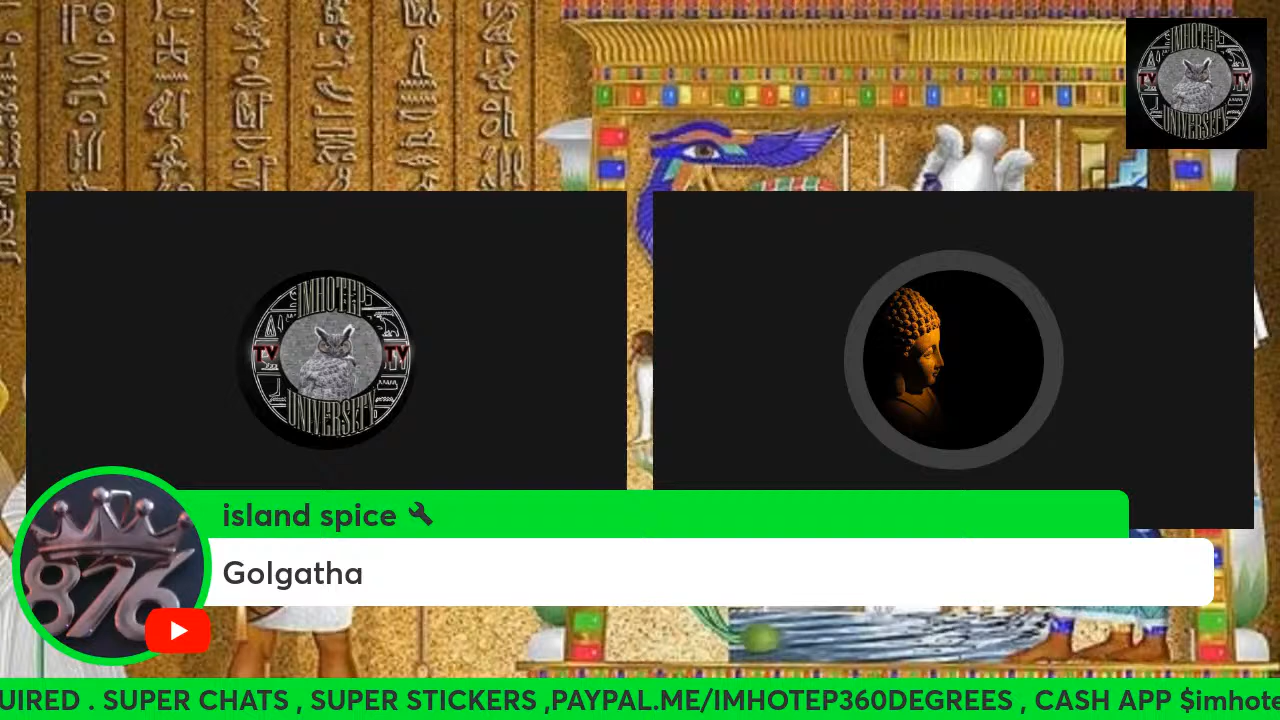 IMHOTEP
TV TV
UNIVERSITY
IMHOTEP
TV TV
UNIVERSITY
876
island spice
Golgatha
UIRED . SUPER CHATS , SUPER STICKERS ,PAYPAL.ME/IMHOTEP360DEGREES , CASH APP $imhote